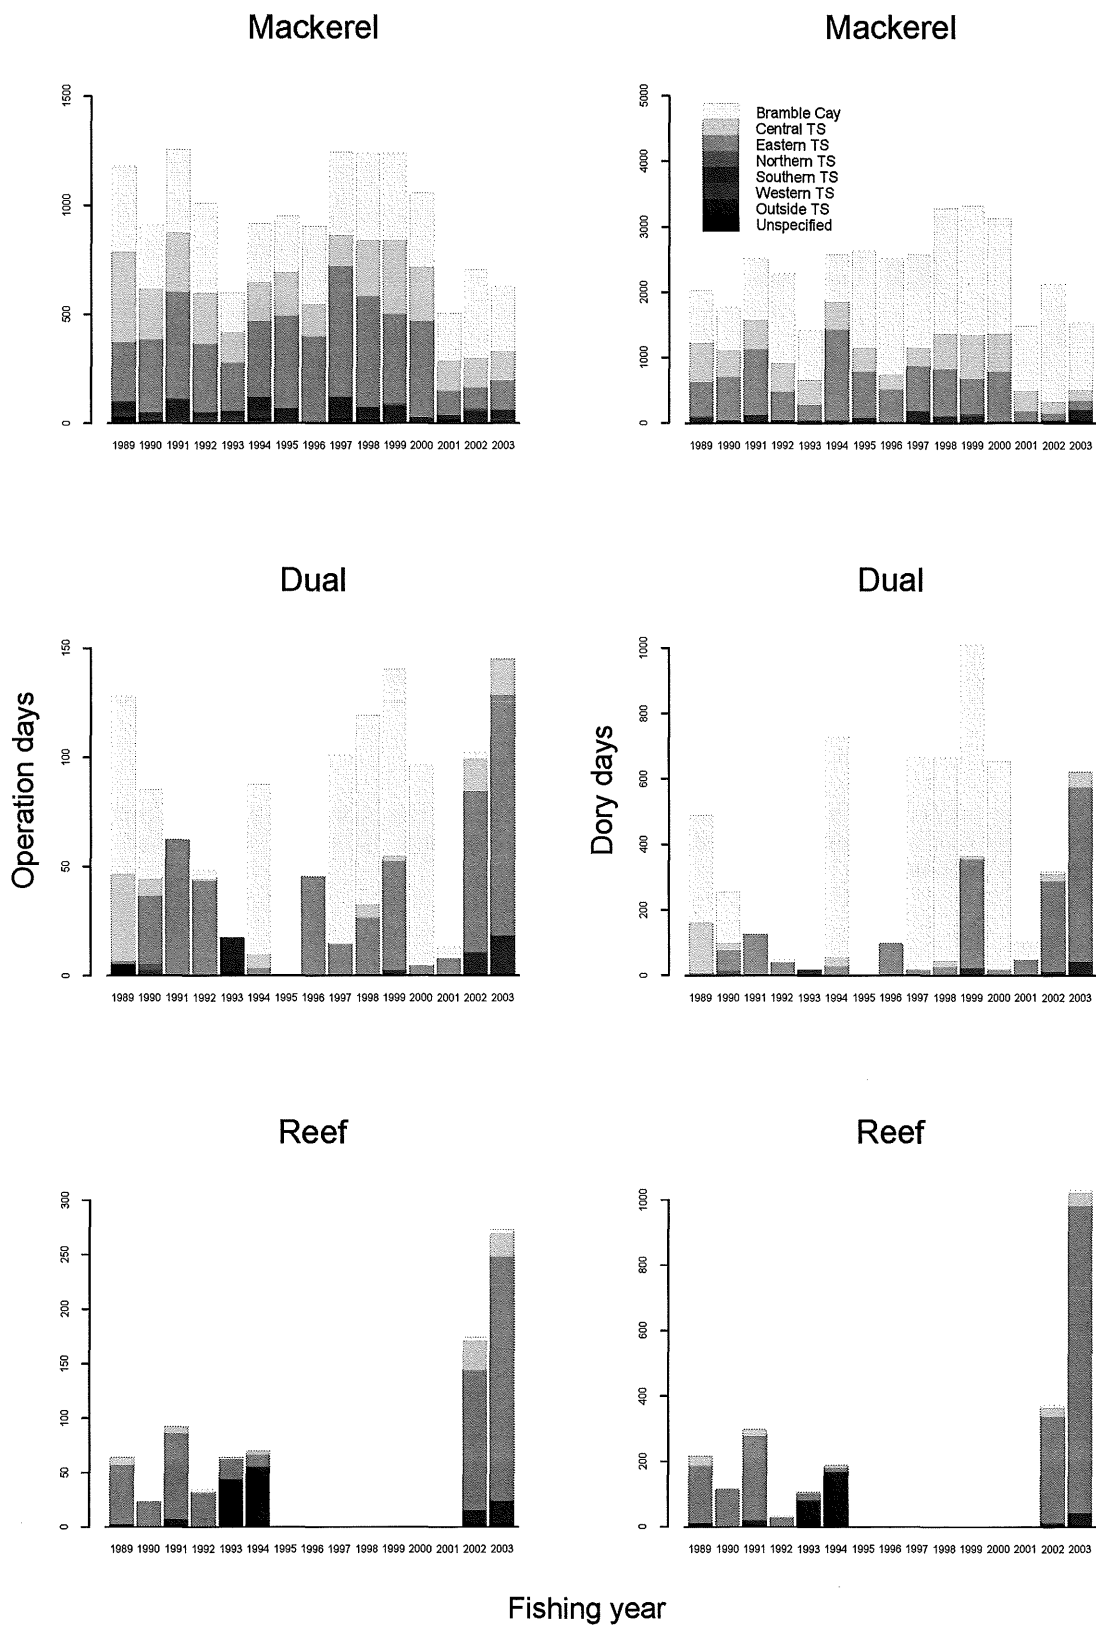 Mackerel
1500
1000
500
0
1989 1990 1991 1992 1993 1994 1995 1996 1997 1998 1999 2000 2001 2002 2003
Mackerel
5000
4000
3000
2000
1000
0
Bramble Cay
Central TS
Eastern TS
Northern TS
Southern TS
Western TS
Outside TS
Unspecified
1989 1990 1991 1992 1993 1994 1995 1996 1997 1998 1999 2000 2001 2002 2003
Operation days
Dual
150
100
50
0
1989 1990 1991 1992 1993 1994 1995 1996 1997 1998 1999 2000 2001 2002 2003
Dory days
Dual
1000
800
600
400
200
0
1989 1990 1991 1992 1993 1994 1995 1996 1997 1998 1999 2000 2001 2002 2003
Reef
300
250
200
150
100
50
0
1989 1990 1991 1992 1993 1994 1995 1996 1997 1998 1999 2000 2001 2002 2003
Reef
1000
800
600
400
200
0
1989 1990 1991 1992 1993 1994 1995 1996 1997 1998 1999 2000 2001 2002 2003
Fishing year